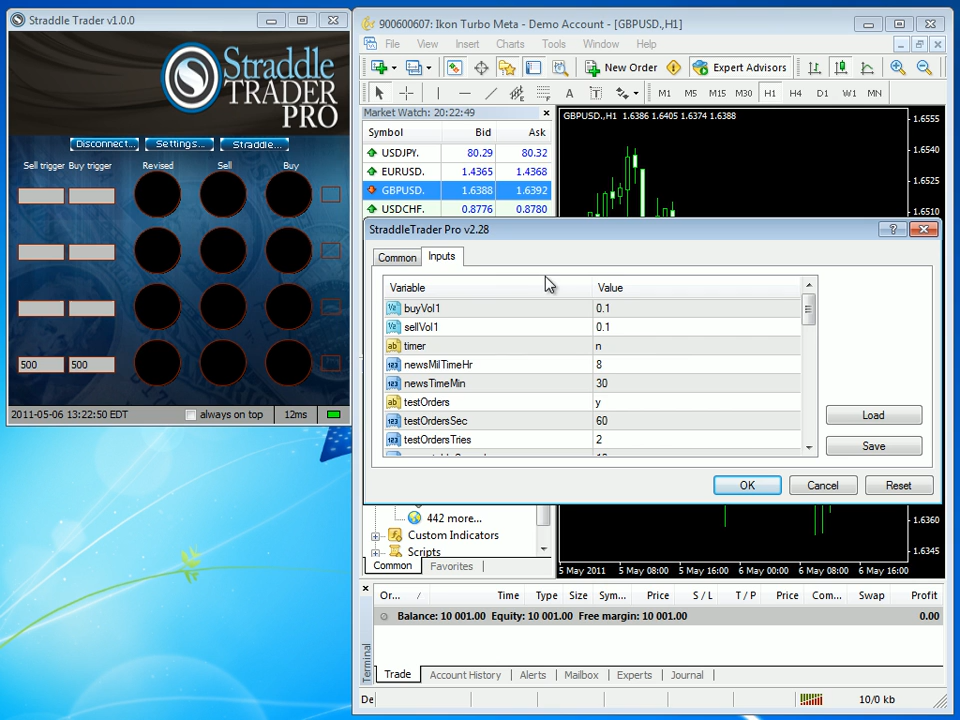 Straddle Trader v1.0.0
Straddle
TRADER
PRO
Disconnect... Settings... Straddle...
Sell trigger Buy trigger Revised Sell Buy
500 500
2011-05-06 13:22:50 EDT always on top 12ms
900600607: Ikon Turbo Meta - Demo Account - [GBPUSD.,H1]
File View Insert Charts Tools Window Help
New Order Expert Advisors
A T M1 M5 M15 M30 H1 H4 D1 W1 MN
Market Watch: 20:22:49
Symbol Bid Ask
USDJPY. 80.29 80.32
EURUSD. 1.4365 1.4368
GBPUSD. 1.6388 1.6392
USDCHF. 0.8776 0.8780
GBPUSD.,H1 1.6386 1.6405 1.6374 1.6388
1.6555
1.6540
1.6525
1.6510
StraddleTrader Pro v2.28
Common Inputs
Variable Value
buyVol1 0.1
sellVol1 0.1
timer n
newsMilTimeHr 8
newsTimeMin 30
testOrders y
testOrdersSec 60
testOrdersTries 2
Load
Save
OK Cancel Reset
442 more...
Custom Indicators
Scripts
Common Favorites
1.6360
1.6345
5 May 2011 5 May 08:00 5 May 16:00 6 May 00:00 6 May 08:00 6 May 16:00
Or... / Time Type Size Sym... Price S / L T / P Price Com... Swap Profit
Balance: 10 001.00 Equity: 10 001.00 Free margin: 10 001.00 0.00
Terminal
Trade Account History Alerts Mailbox Experts Journal
De 10/0 kb